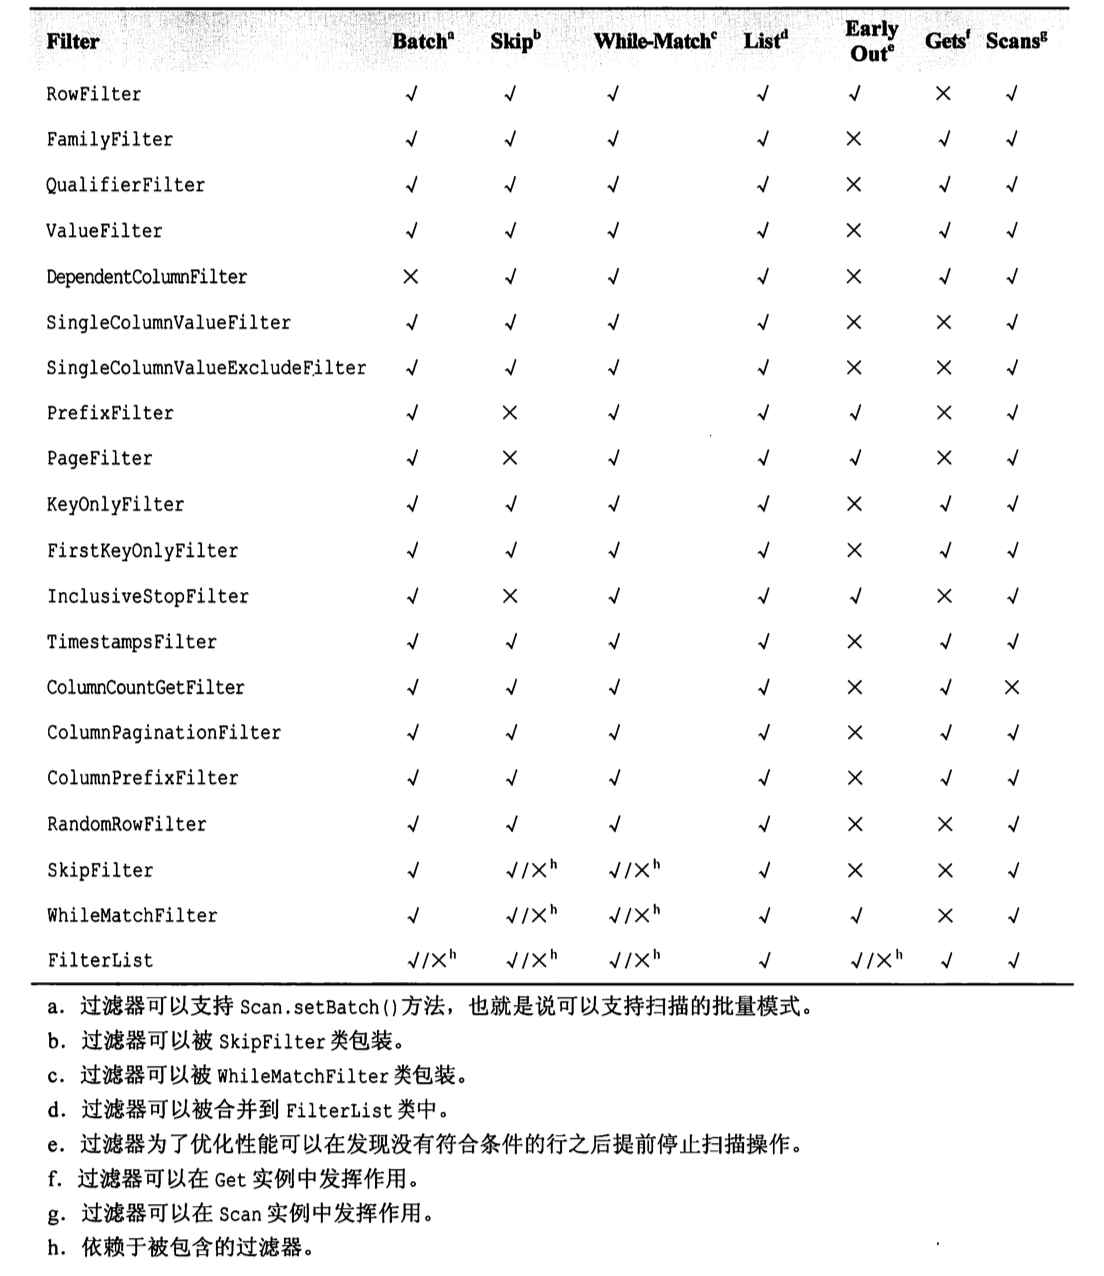 Filter Batchᵃ Skipᵇ While-Matchᶜ Listᵈ Early Outᵉ Getsᶠ Scansᵍ
RowFilter √ √ √ √ √ × √
FamilyFilter √ √ √ √ × √ √
QualifierFilter √ √ √ √ × √ √
ValueFilter √ √ √ √ × √ √
DependentColumnFilter × √ √ √ × √ √
SingleColumnValueFilter √ √ √ √ × × √
SingleColumnValueExcludeFilter √ √ √ √ × × √
PrefixFilter √ × √ √ √ × √
PageFilter √ × √ √ √ × √
KeyOnlyFilter √ √ √ √ × √ √
FirstKeyOnlyFilter √ √ √ √ × √ √
InclusiveStopFilter √ × √ √ √ × √
TimestampsFilter √ √ √ √ × √ √
ColumnCountGetFilter √ √ √ √ × √ ×
ColumnPaginationFilter √ √ √ √ × √ √
ColumnPrefixFilter √ √ √ √ × √ √
RandomRowFilter √ √ √ √ × × √
SkipFilter √ √/×ʰ √/×ʰ √ × × √
WhileMatchFilter √ √/×ʰ √/×ʰ √ √ × √
FilterList √/×ʰ √/×ʰ √/×ʰ √ √/×ʰ √ √
a. 过滤器可以支持 Scan.setBatch()方法，也就是说可以支持扫描的批量模式。
b. 过滤器可以被 SkipFilter 类包装。
c. 过滤器可以被 WhileMatchFilter 类包装。
d. 过滤器可以被合并到 FilterList 类中。
e. 过滤器为了优化性能可以在发现没有符合条件的行之后提前停止扫描操作。
f. 过滤器可以在 Get 实例中发挥作用。
g. 过滤器可以在 Scan 实例中发挥作用。
h. 依赖于被包含的过滤器。